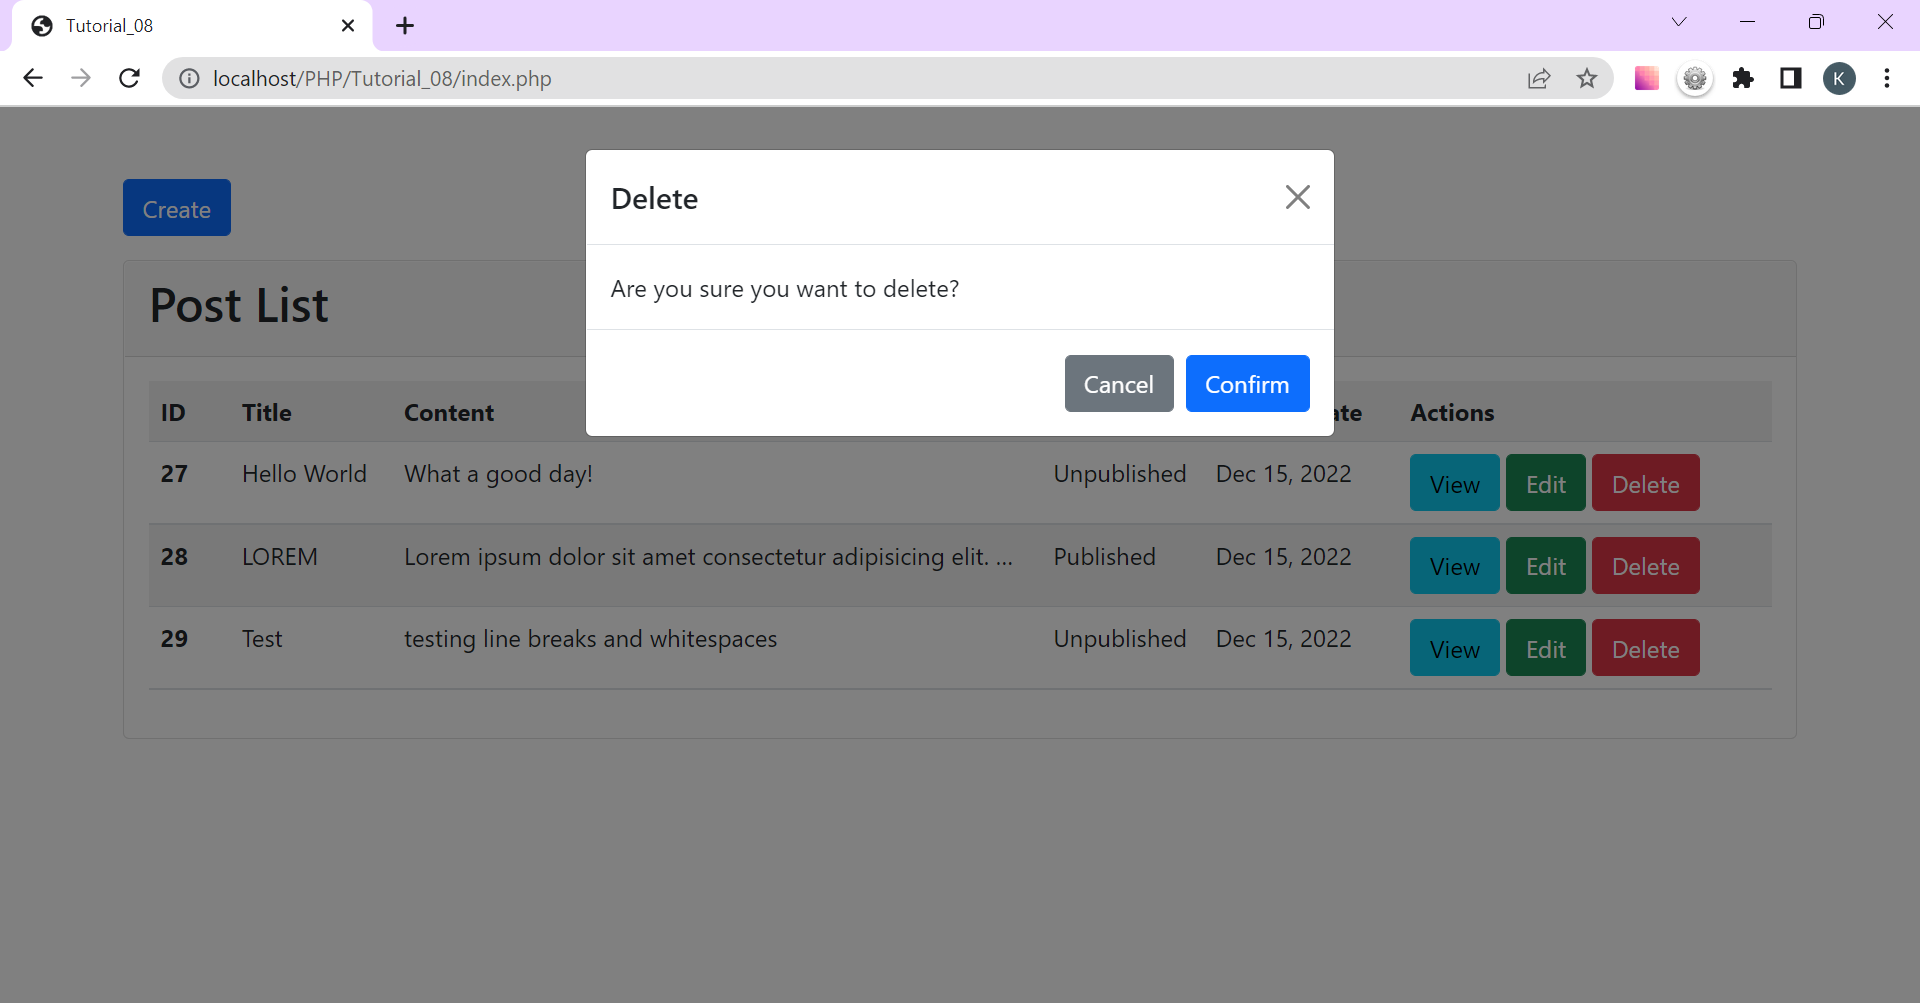 Tutorial_08
localhost/PHP/Tutorial_08/index.php
K
Create
Delete
Are you sure you want to delete?
Cancel Confirm
Post List
ID Title Content Actions
27 Hello World What a good day! Unpublished Dec 15, 2022 View Edit Delete
28 LOREM Lorem ipsum dolor sit amet consectetur adipisicing elit. ... Published Dec 15, 2022 View Edit Delete
29 Test testing line breaks and whitespaces Unpublished Dec 15, 2022 View Edit Delete